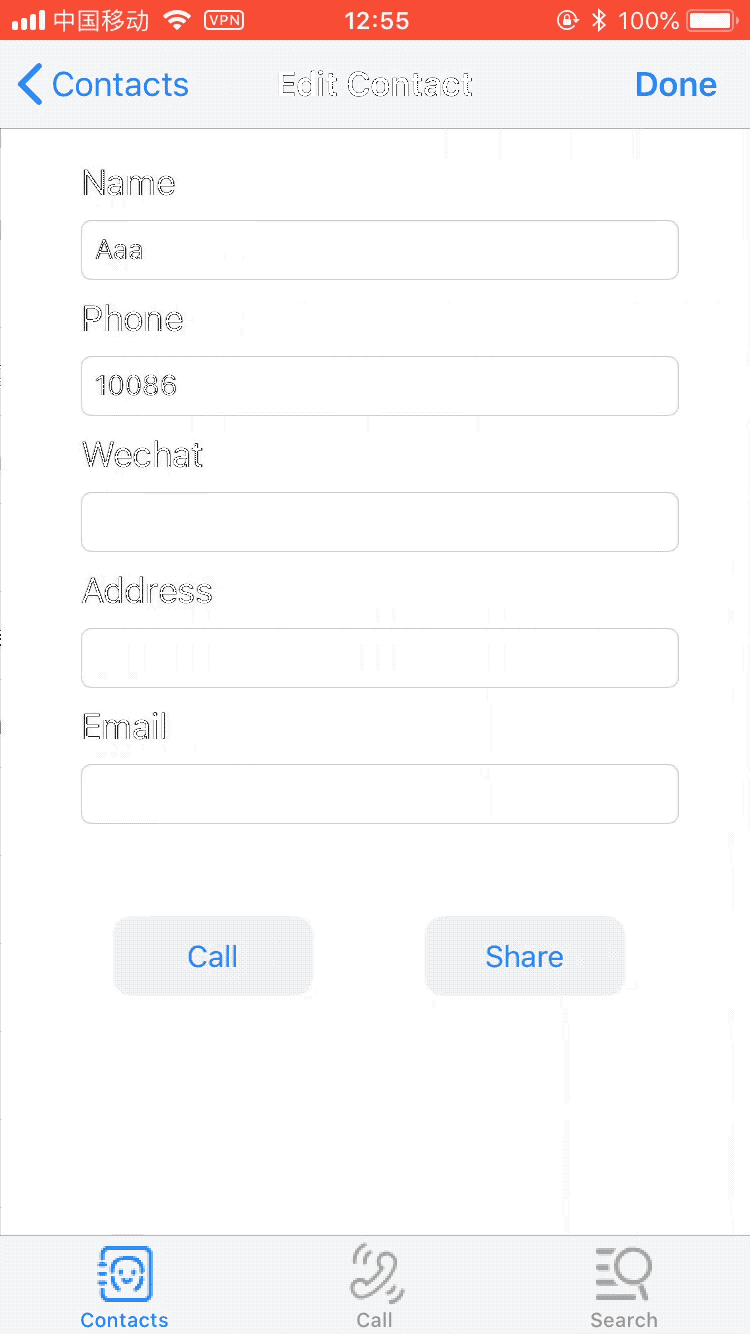 中国移动 VPN 12:55 100%
Contacts Edit Contact Done
Name
Aaa
Phone
10086
Wechat
Address
Email
Call Share
Contacts Call Search